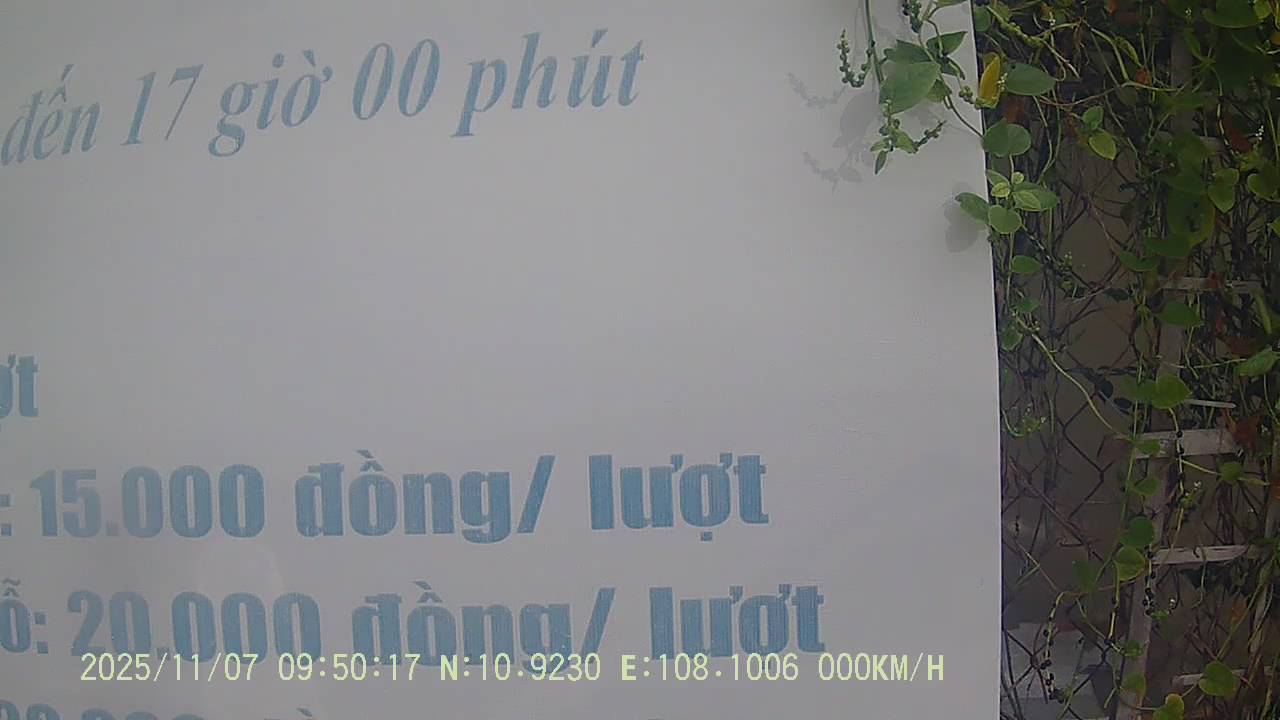 đến 17 giờ 00 phút
ợt
: 15.000 đồng/ lượt
ỗ: 20.000 đồng/ lượt
2025/11/07 09:50:17 N:10.9230 E:108.1006 000KM/H